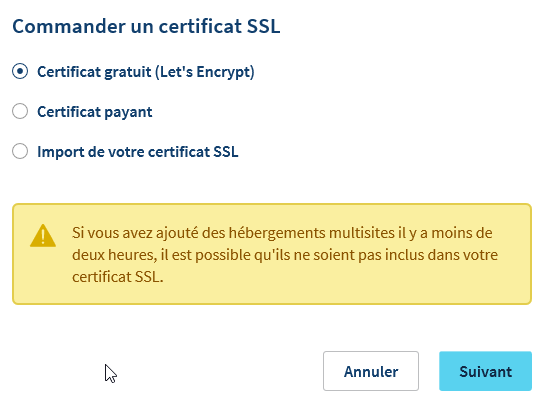 Commander un certificat SSL
Certificat gratuit (Let's Encrypt)
Certificat payant
Import de votre certificat SSL
Si vous avez ajouté des hébergements multisites il y a moins de
deux heures, il est possible qu'ils ne soient pas inclus dans votre
certificat SSL.
Annuler
Suivant